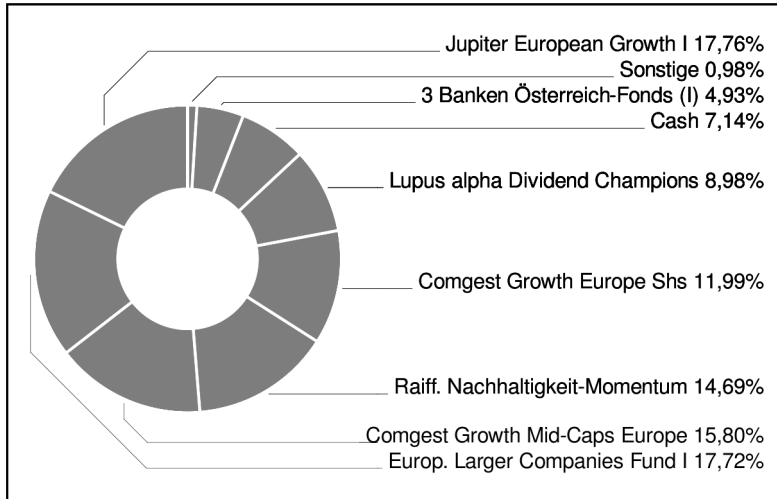 Jupiter European Growth I 17,76%
Sonstige 0,98%
3 Banken Österreich-Fonds (I) 4,93%
Cash 7,14%
Lupus alpha Dividend Champions 8,98%
Comgest Growth Europe Shs 11,99%
Raiff. Nachhaltigkeit-Momentum 14,69%
Comgest Growth Mid-Caps Europe 15,80%
Europ. Larger Companies Fund I 17,72%